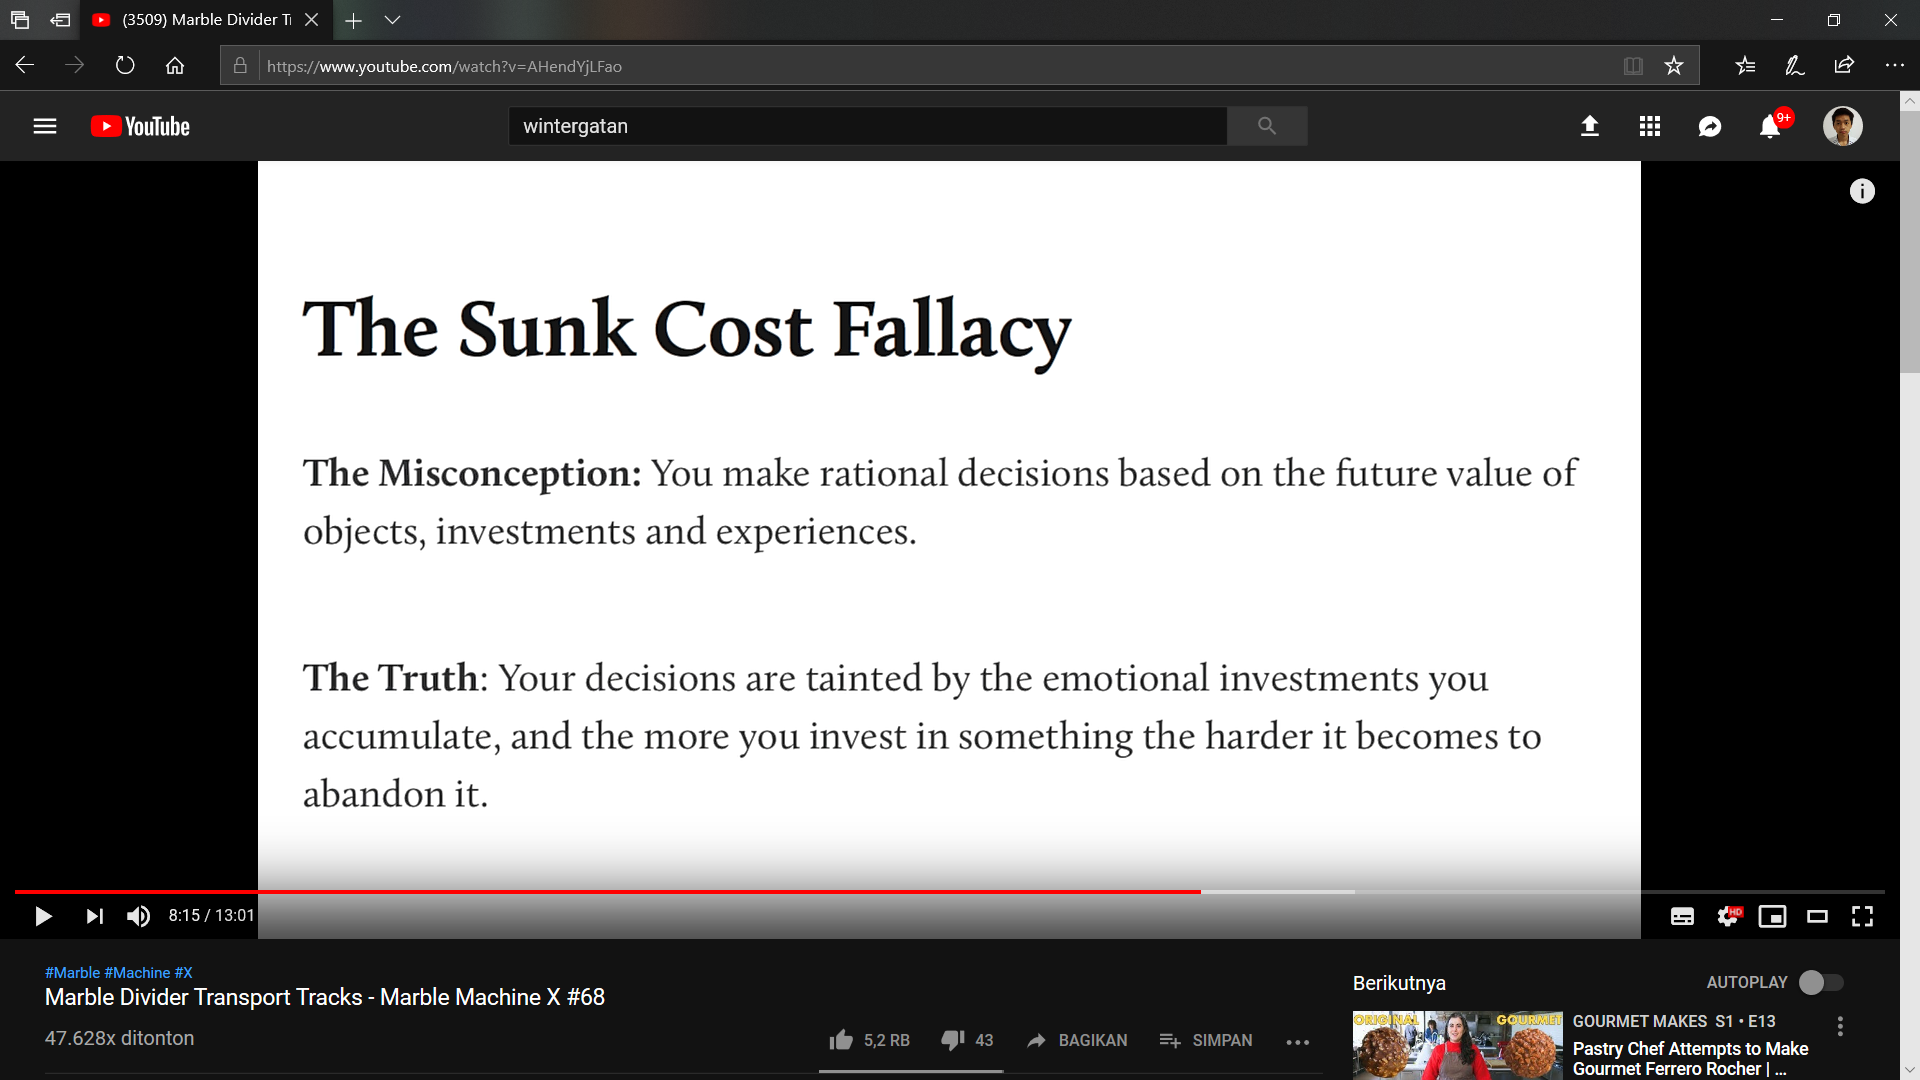 (3509) Marble Divider Tr
https://www.youtube.com/watch?v=AHendYjLFao
YouTube
wintergatan
9+
The Sunk Cost Fallacy
The Misconception: You make rational decisions based on the future value of
objects, investments and experiences.
The Truth: Your decisions are tainted by the emotional investments you
accumulate, and the more you invest in something the harder it becomes to
abandon it.
8:15 / 13:01
HD
#Marble #Machine #X
Marble Divider Transport Tracks - Marble Machine X #68
47.628x ditonton
5,2 RB
43
BAGIKAN
SIMPAN
Berikutnya
AUTOPLAY
ORIGINAL
GOURMET
GOURMET MAKES S1 • E13
Pastry Chef Attempts to Make
Gourmet Ferrero Rocher | ...